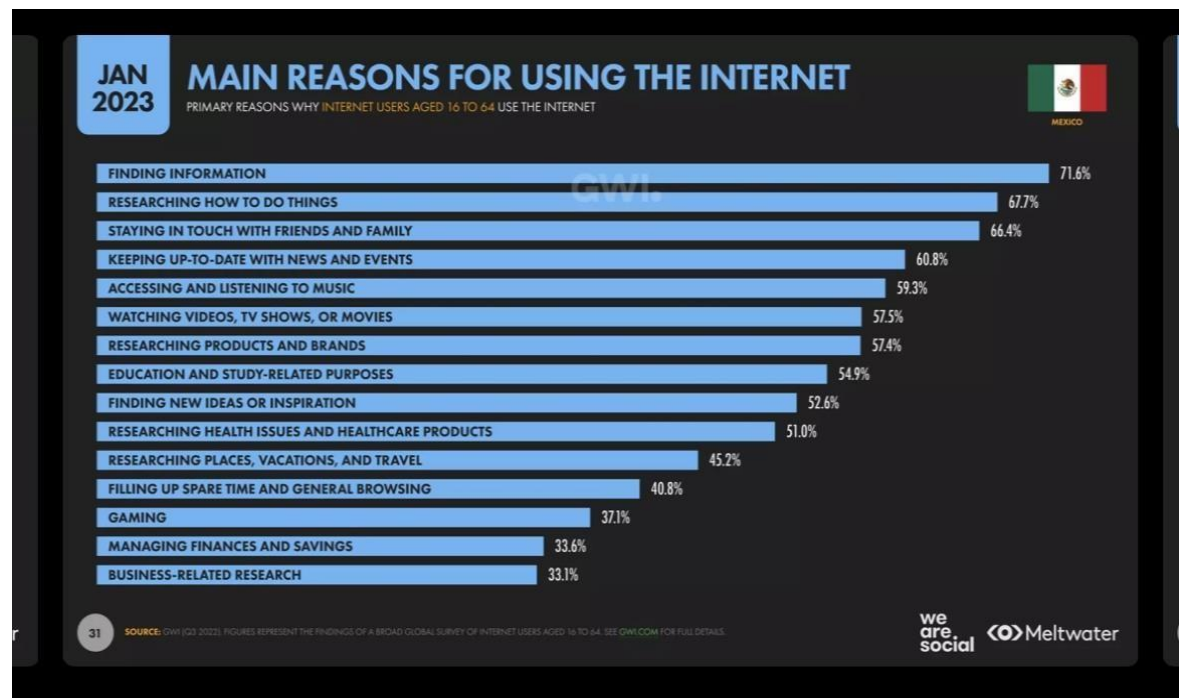 JAN
2023
MAIN REASONS FOR USING THE INTERNET
PRIMARY REASONS WHY INTERNET USERS AGED 16 TO 64 USE THE INTERNET
MEXICO
GWI.
FINDING INFORMATION 71.6%
RESEARCHING HOW TO DO THINGS 67.7%
STAYING IN TOUCH WITH FRIENDS AND FAMILY 66.4%
KEEPING UP-TO-DATE WITH NEWS AND EVENTS 60.8%
ACCESSING AND LISTENING TO MUSIC 59.3%
WATCHING VIDEOS, TV SHOWS, OR MOVIES 57.5%
RESEARCHING PRODUCTS AND BRANDS 57.4%
EDUCATION AND STUDY-RELATED PURPOSES 54.9%
FINDING NEW IDEAS OR INSPIRATION 52.6%
RESEARCHING HEALTH ISSUES AND HEALTHCARE PRODUCTS 51.0%
RESEARCHING PLACES, VACATIONS, AND TRAVEL 45.2%
FILLING UP SPARE TIME AND GENERAL BROWSING 40.8%
GAMING 37.1%
MANAGING FINANCES AND SAVINGS 33.6%
BUSINESS-RELATED RESEARCH 33.1%
r
31
SOURCE: GWI (Q3 2022). FIGURES REPRESENT THE FINDINGS OF A BROAD GLOBAL SURVEY OF INTERNET USERS AGED 16 TO 64. SEE GWI.COM FOR FULL DETAILS.
we
are.
social
Meltwater